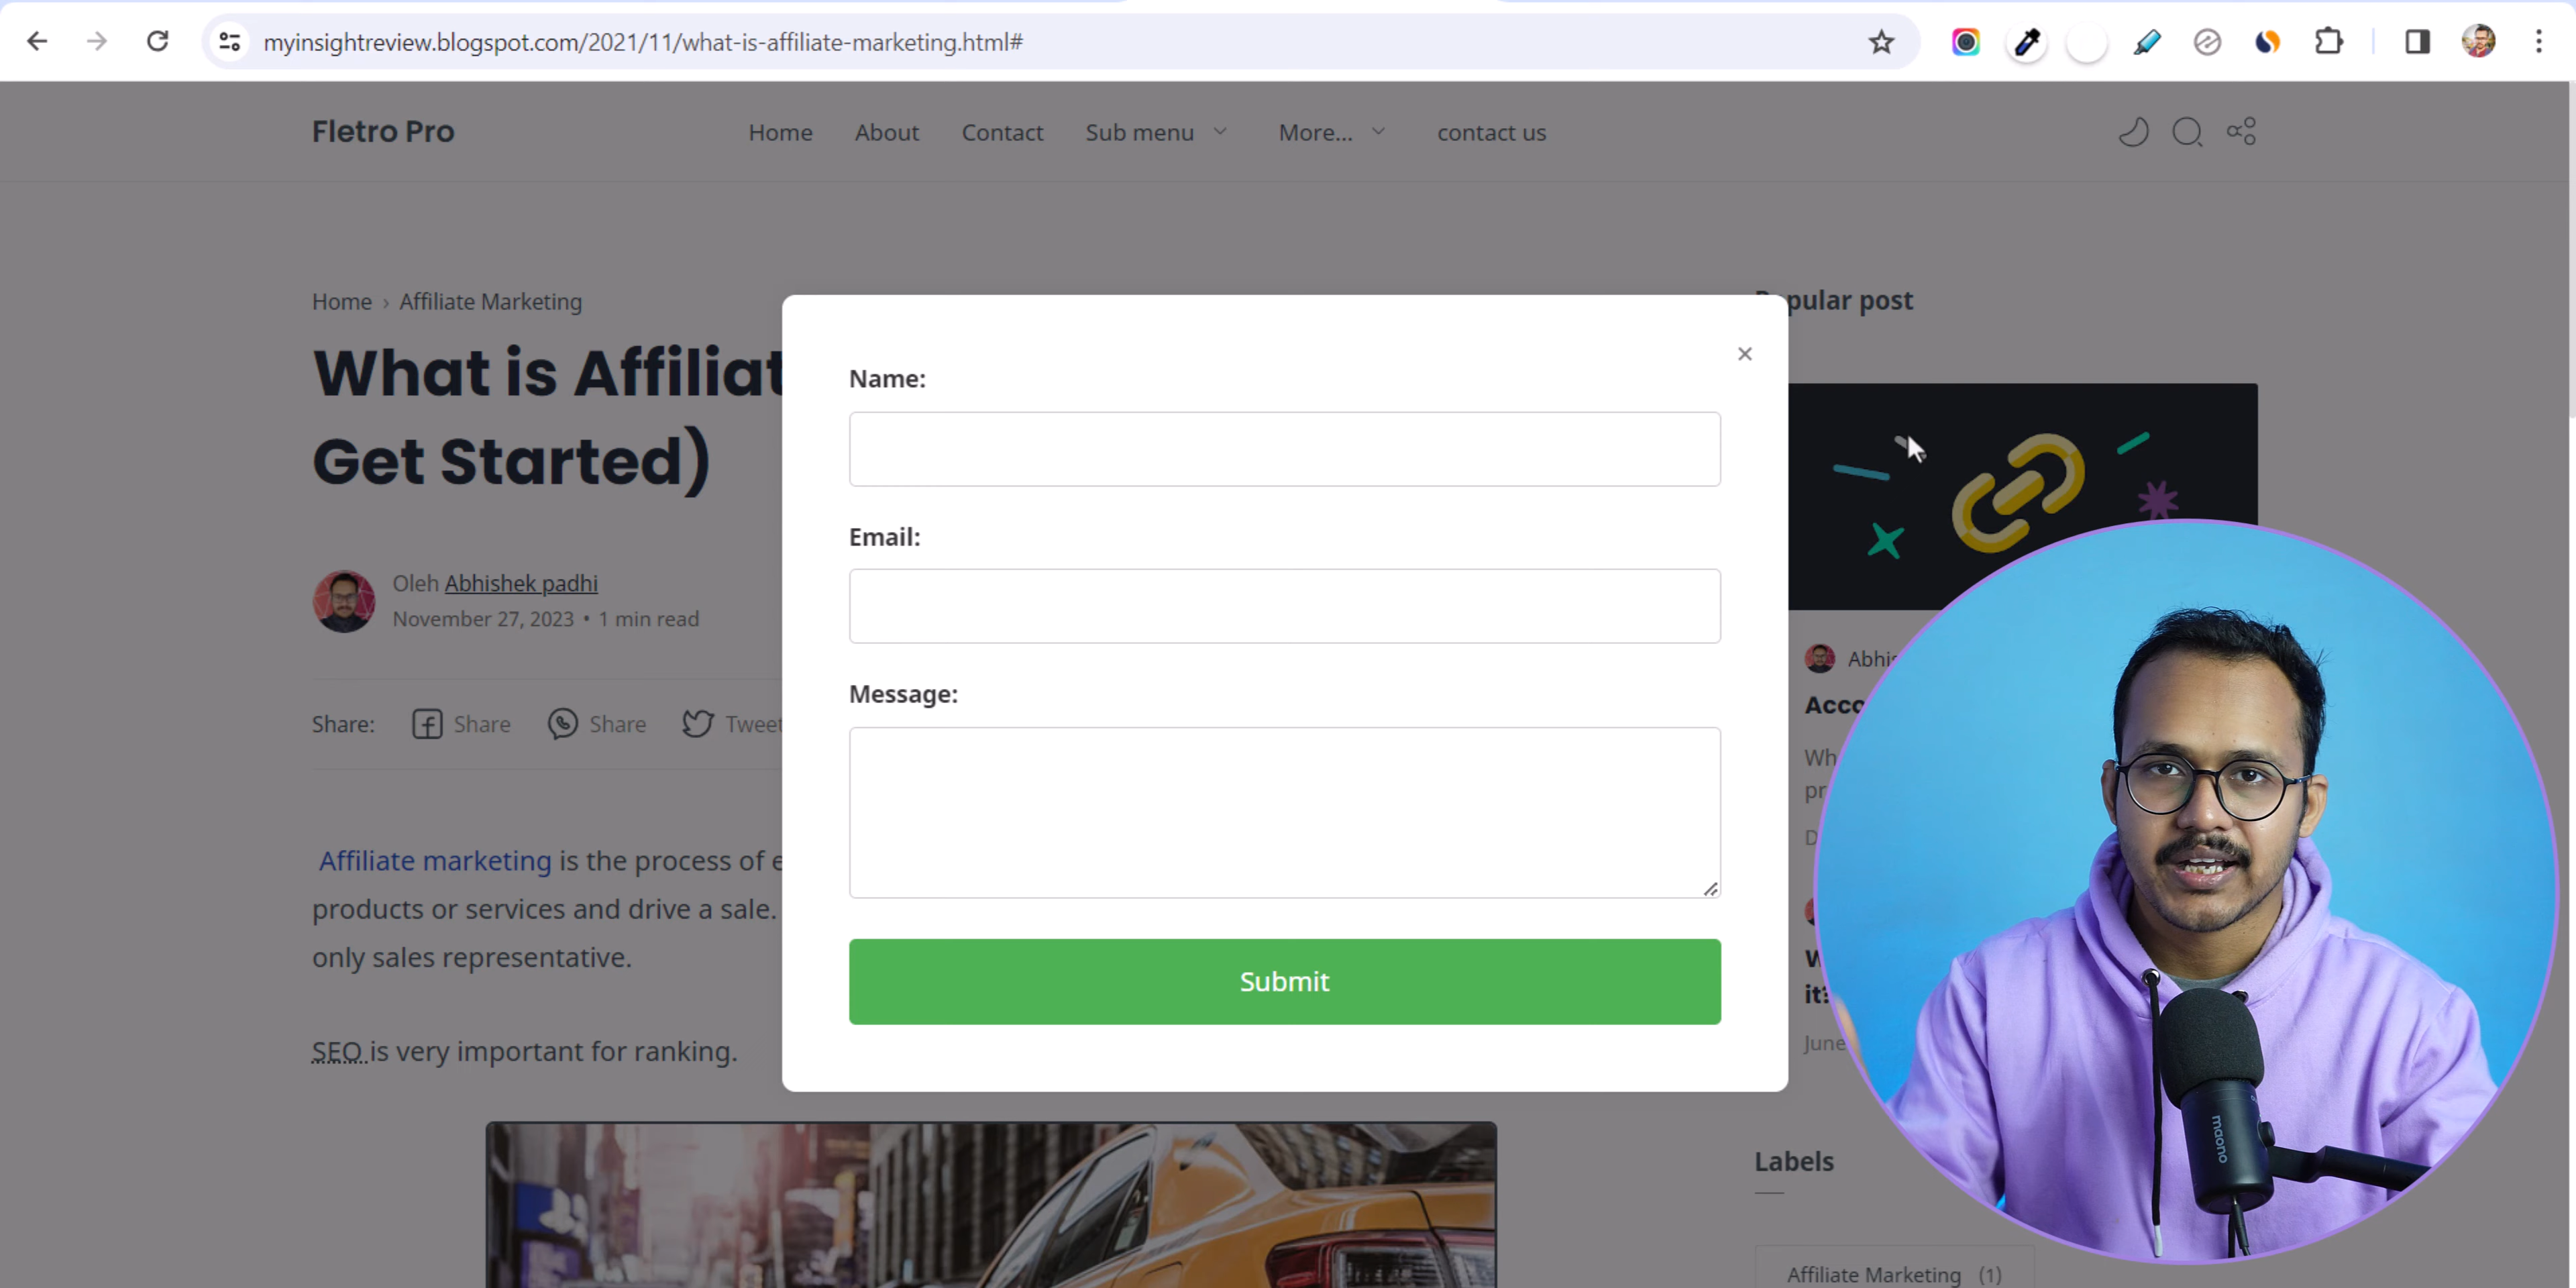 myinsightreview.blogspot.com/2021/11/what-is-affiliate-marketing.html#
Fletro Pro
Home About Contact Sub menu More... contact us
Home › Affiliate Marketing
What is Affiliat
Get Started)
Oleh Abhishek padhi
November 27, 2023 • 1 min read
Share: Share Share Tweet
Affiliate marketing is the process of e
products or services and drive a sale.
only sales representative.
SEO is very important for ranking.
×
Name:
Email:
Message:
Submit
pular post
Abhis
Acco
Wh
pr
D
W
it?
June
Labels
Affiliate Marketing (1)
maono